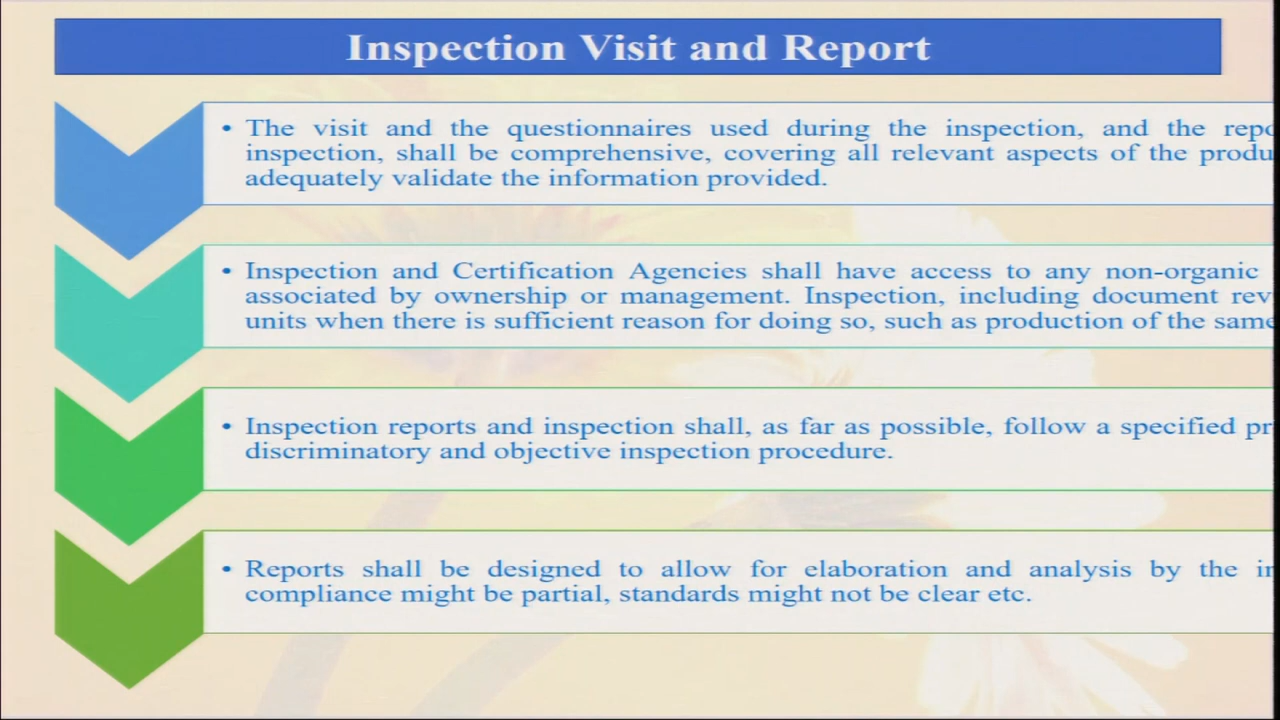 Inspection Visit and Report
• The visit and the questionnaires used during the inspection, and the
inspection, shall be comprehensive, covering all relevant aspects of the
adequately validate the information provided.
• Inspection and Certification Agencies shall have access to any non-organic
associated by ownership or management. Inspection, including document
units when there is sufficient reason for doing so, such as production of the same
• Inspection reports and inspection shall, as far as possible, follow a specified
discriminatory and objective inspection procedure.
• Reports shall be designed to allow for elaboration and analysis by the
compliance might be partial, standards might not be clear etc.